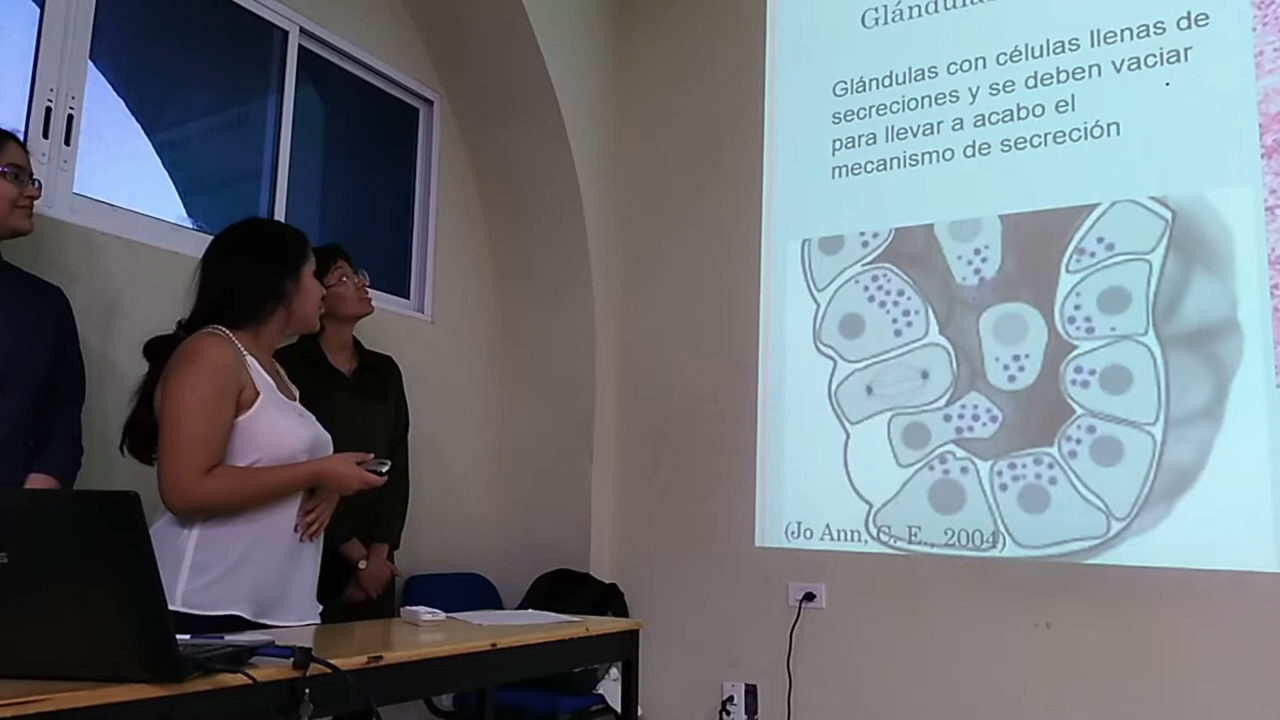 Glándulas
Glándulas con células llenas de
secreciones y se deben vaciar
para llevar a acabo el
mecanismo de secreción
(Jo Ann, C. E., 2004)